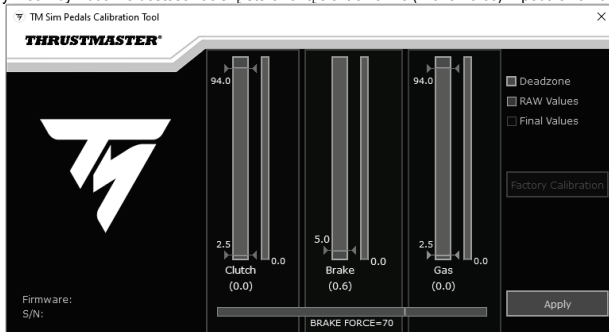 TM Sim Pedals Calibration Tool
THRUSTMASTER®
94.0
94.0
Deadzone
RAW Values
Final Values
Factory Calibration
2.5
5.0
2.5
0.0
0.0
0.0
Clutch
Brake
Gas
(0.0)
(0.6)
(0.0)
Firmware:
S/N:
Apply
BRAKE FORCE=70